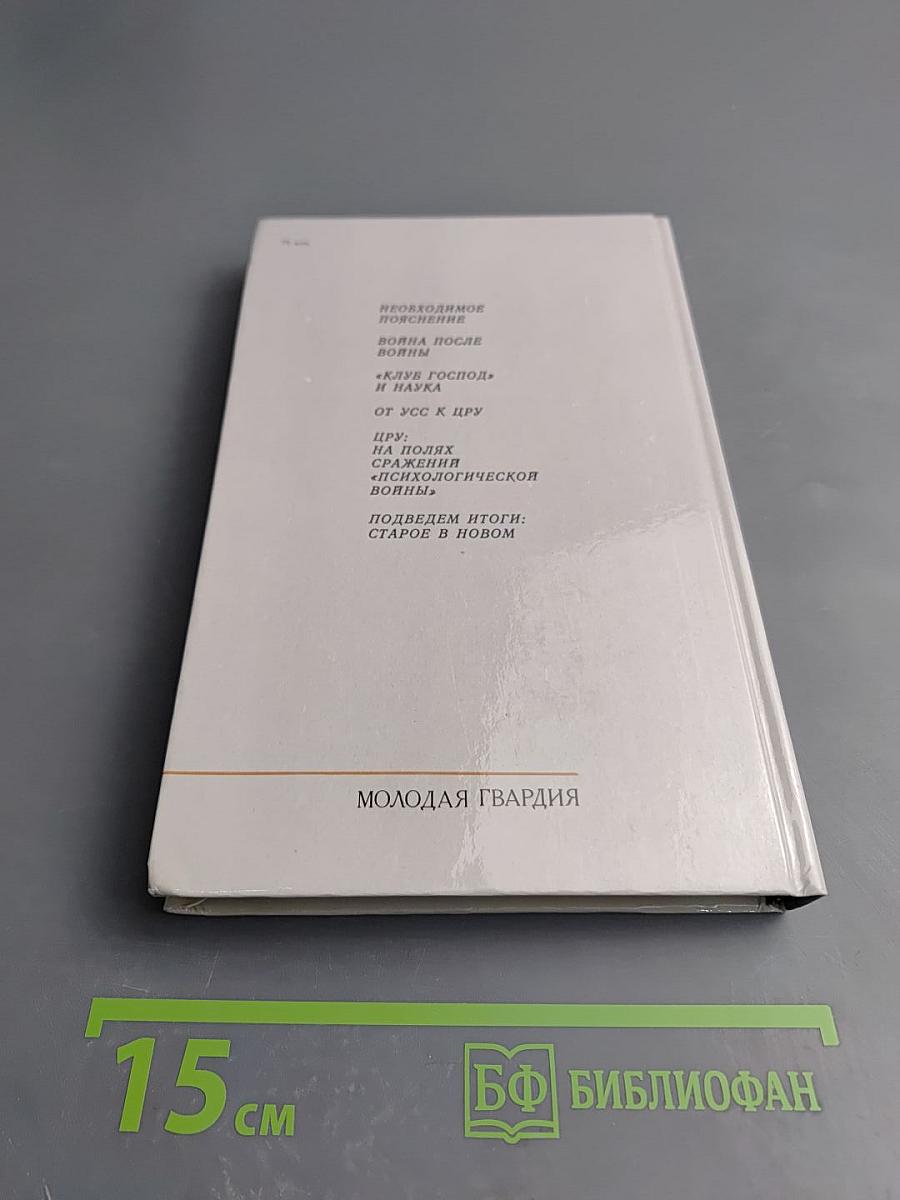 НЕОБХОДИМОЕ
ПОЯСНЕНИЕ
ВОЙНА ПОСЛЕ
ВОЙНЫ
«КЛУБ ГОСПОД»
И НАУКА
ОТ УСС К ЦРУ
ЦРУ:
НА ПОЛЯХ
СРАЖЕНИЙ
«ПСИХОЛОГИЧЕСКОЙ
ВОЙНЫ»
ПОДВЕДЕМ ИТОГИ:
СТАРОЕ В НОВОМ
МОЛОДАЯ ГВАРДИЯ
15 см
БФ БИБЛИОФАН